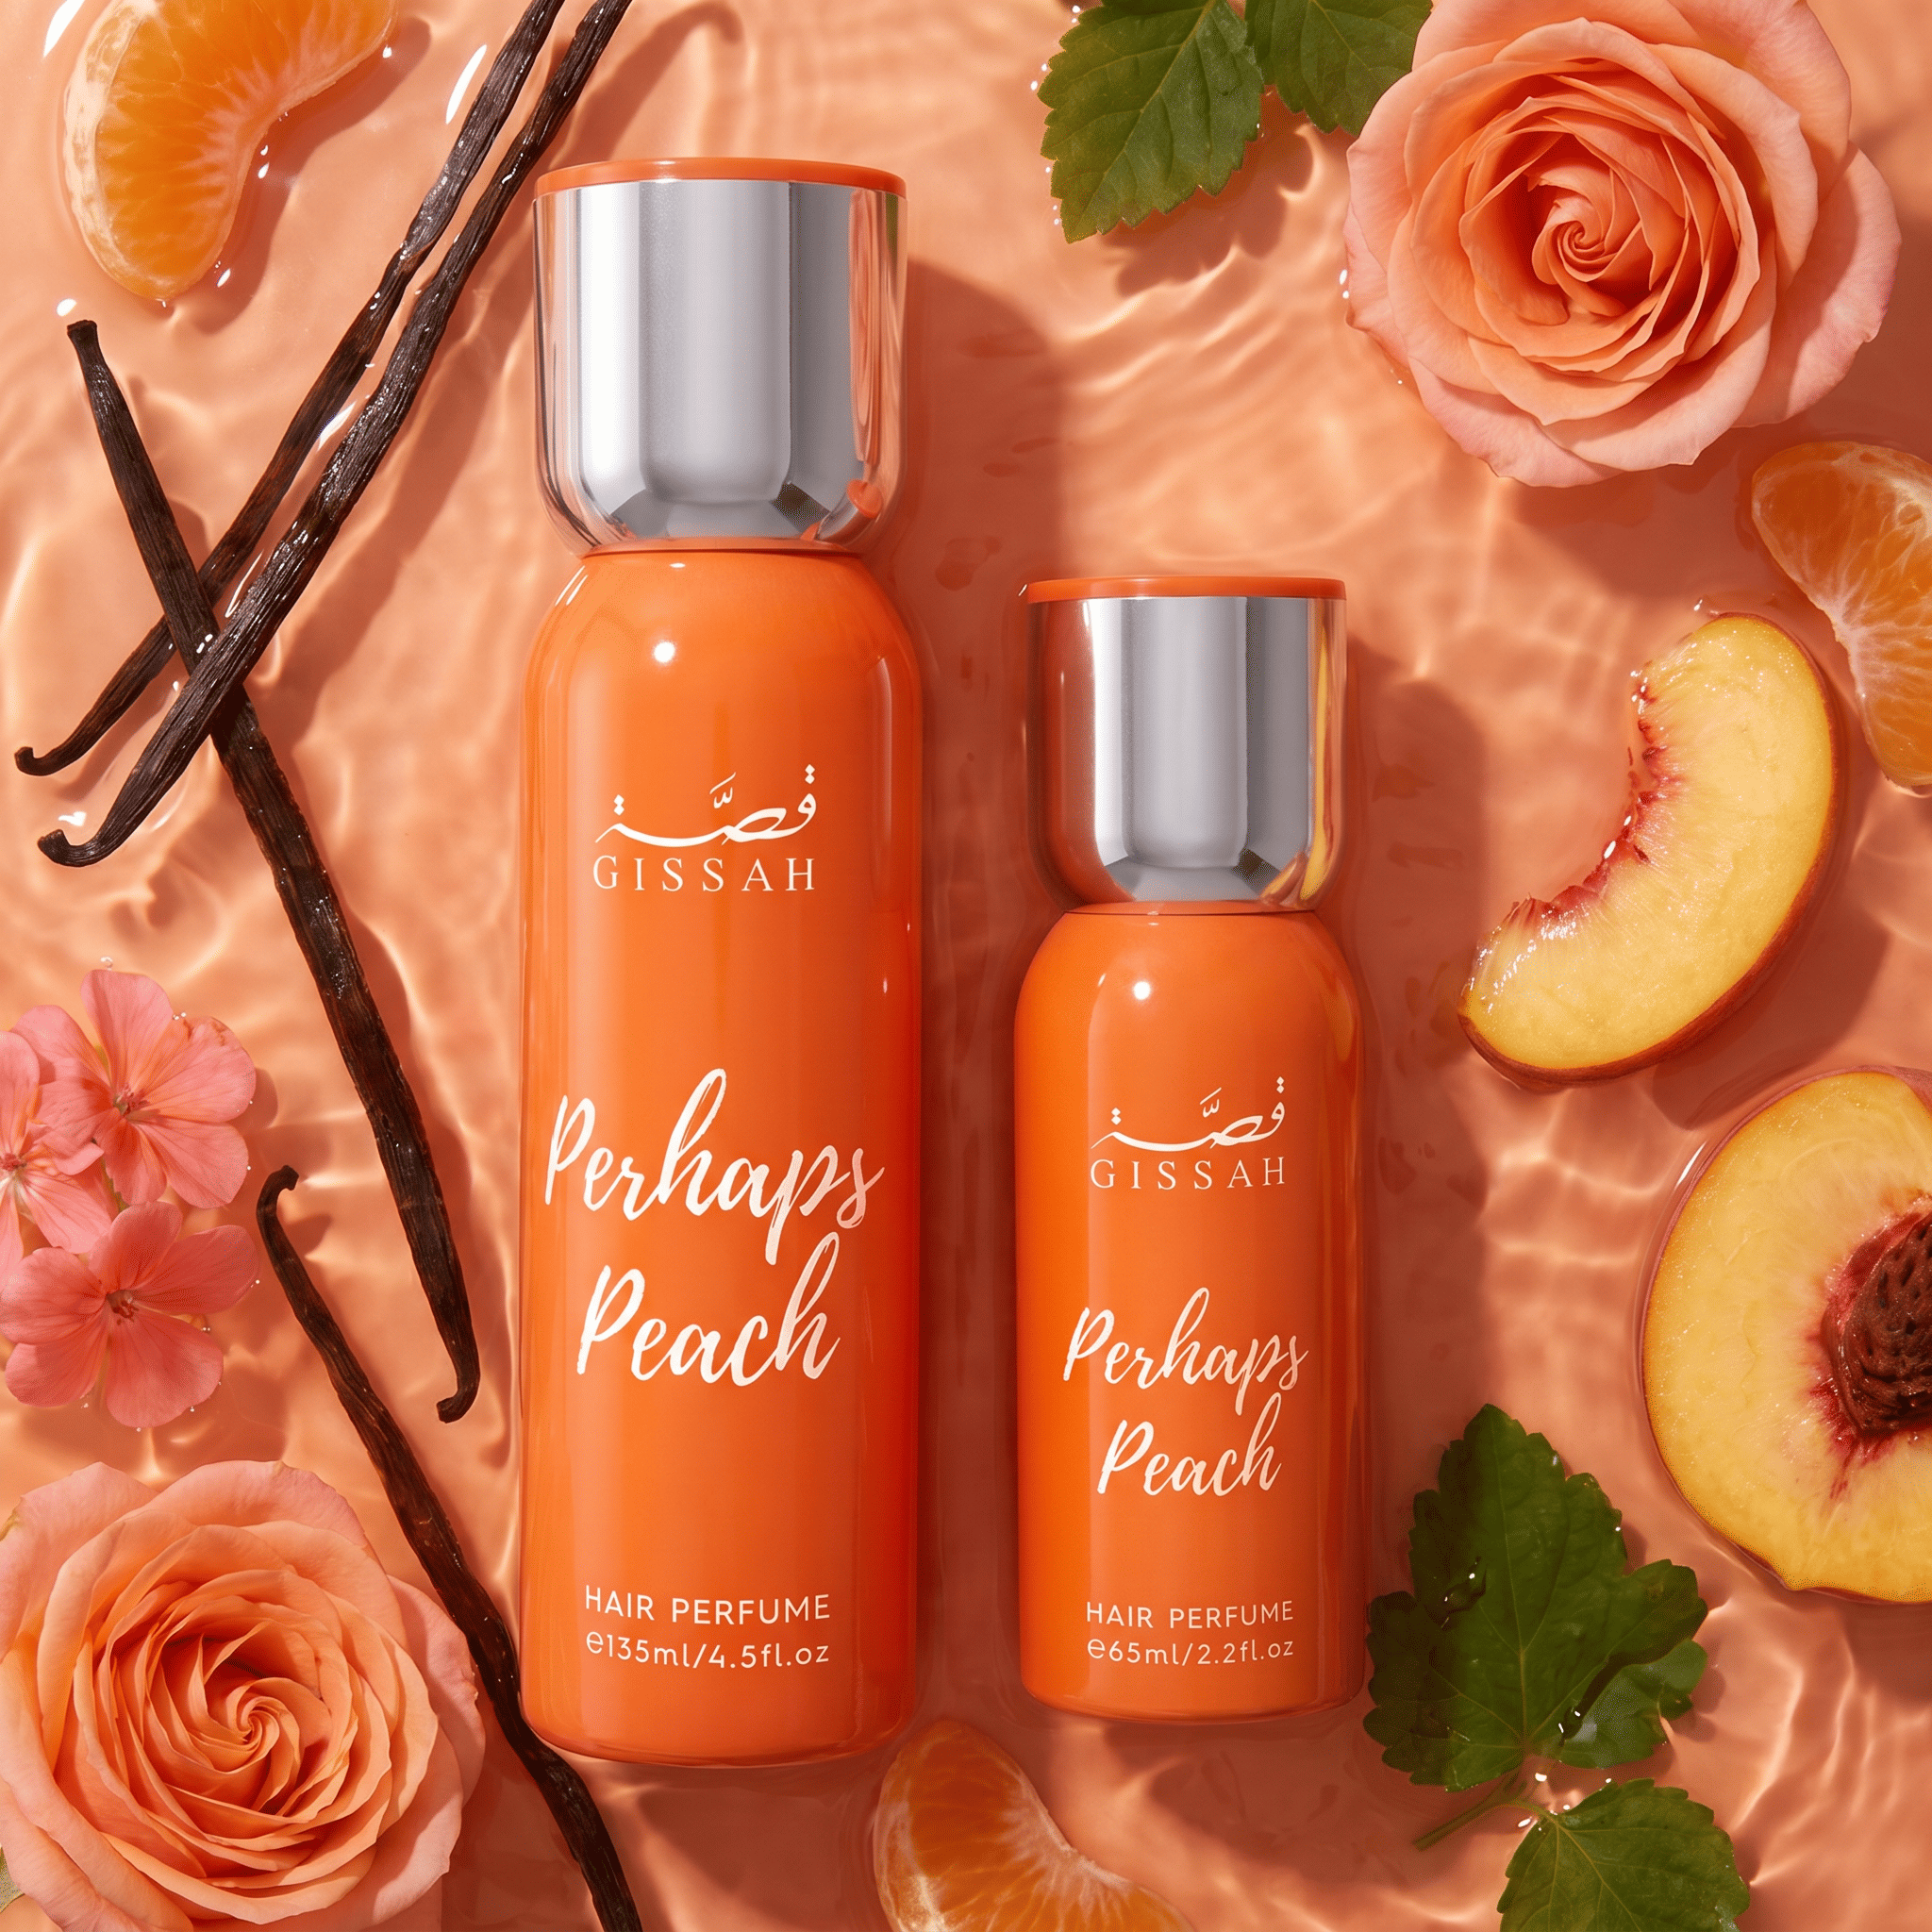 قصّة
GISSAH
Perhaps
Peach
HAIR PERFUME
℮135ml/4.5fl.oz
قصّة
GISSAH
Perhaps
Peach
HAIR PERFUME
℮65ml/2.2fl.oz